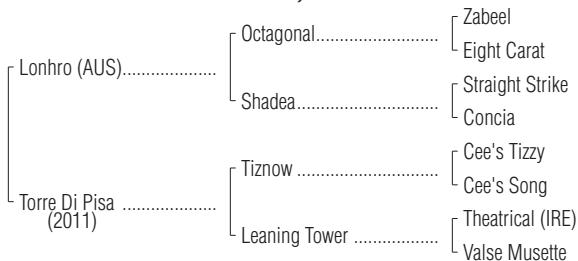 Zabeel
Octagonal..............................
Eight Carat
Lonhro (AUS)....................
Straight Strike
Shadea...................................
Concia
Cee's Tizzy
Tiznow ...................................
Cee's Song
Torre Di Pisa ....................
(2011)
Theatrical (IRE)
Leaning Tower .....................
Valse Musette